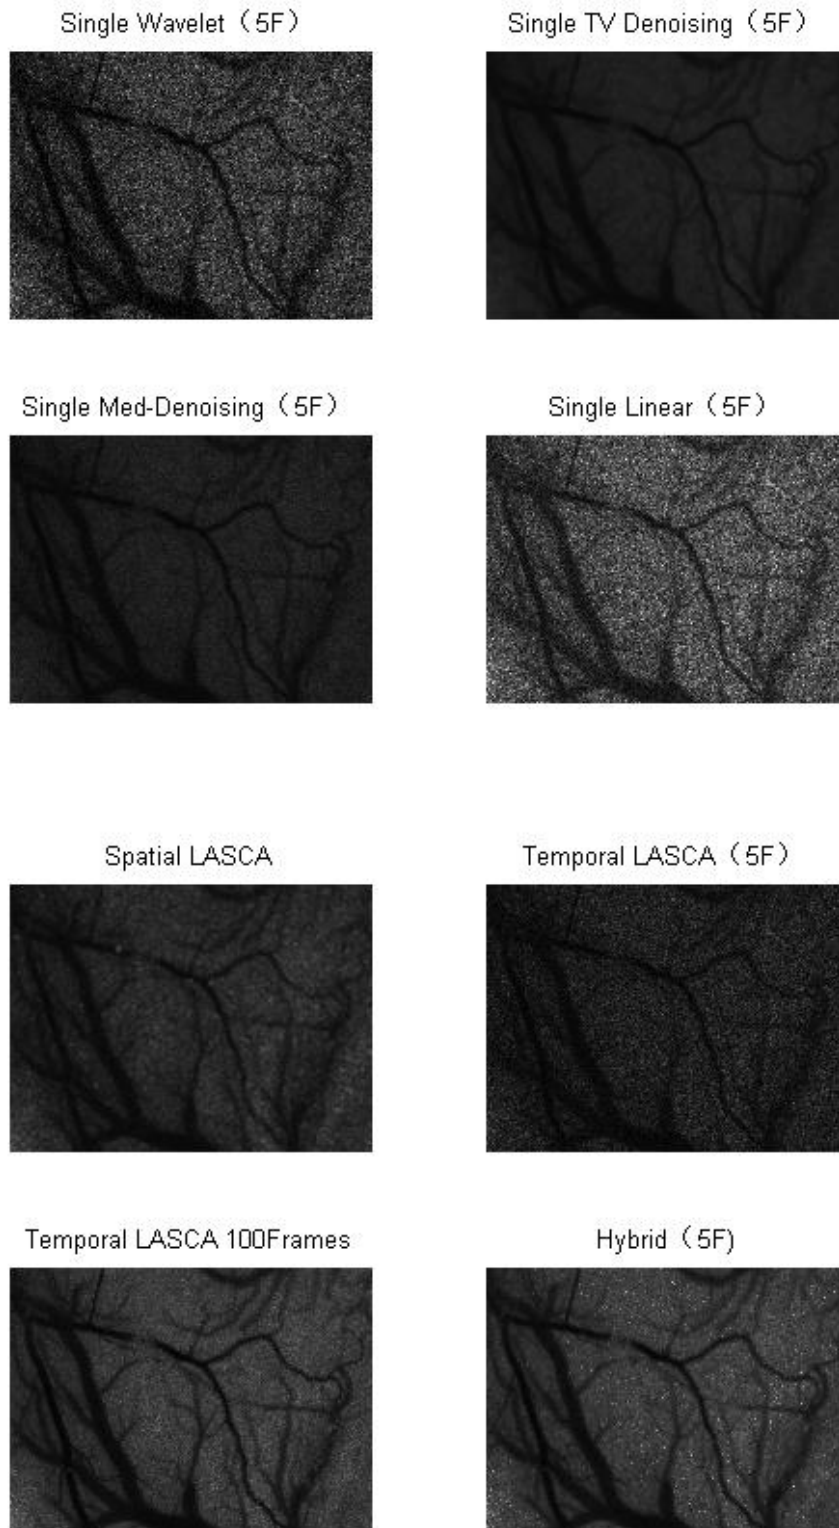 Single Wavelet（5F）
Single TV Denoising（5F）
Single Med-Denoising（5F）
Single Linear（5F）
Spatial LASCA
Temporal LASCA（5F）
Temporal LASCA 100Frames
Hybrid（5F)